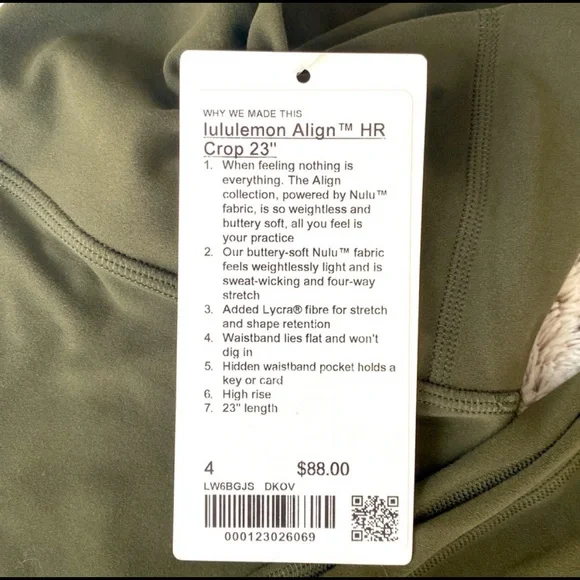 WHY WE MADE THIS
lululemon Align™ HR
Crop 23"
1. When feeling nothing is
everything. The Align
collection, powered by Nulu™
fabric, is so weightless and
buttery soft, all you feel is
your practice
2. Our buttery-soft Nulu™ fabric
feels weightlessly light and is
sweat-wicking and four-way
stretch
3. Added Lycra® fibre for stretch
and shape retention
4. Waistband lies flat and won't
dig in
5. Hidden waistband pocket holds a
key or card
6. High rise
7. 23" length
4 $88.00
LW6BGJS DKOV
000123026069